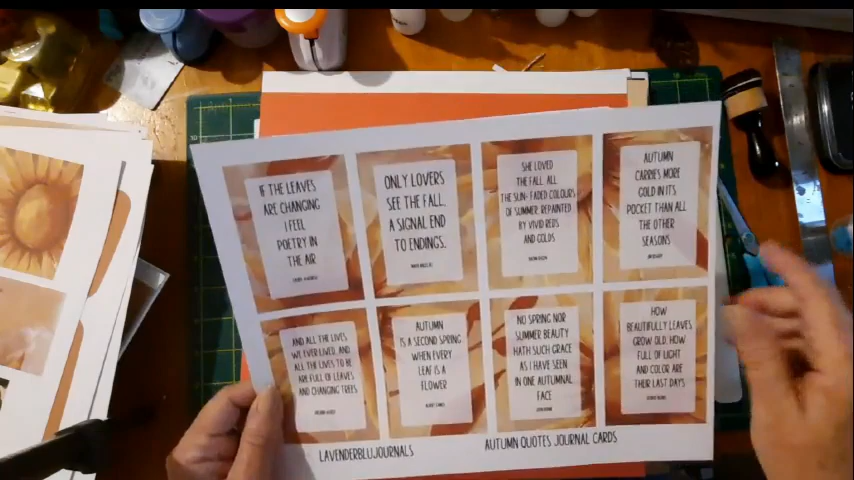 IF THE LEAVES
ARE CHANGING
I FEEL
POETRY IN
THE AIR
ONLY LOVERS
SEE THE FALL,
A SIGNAL END
TO ENDINGS,
SHE LOVED
THE FALL. ALL
THE SUN-FADED COLOURS
OF SUMMER REPAINTED
BY VIVID REDS
AND GOLDS
AUTUMN
CARRIES MORE
GOLD IN ITS
POCKET THAN ALL
THE OTHER
SEASONS
AND ALL THE LIVES
WE EVER LIVED, AND
ALL THE LIVES TO BE
ARE FULL OF LEAVES
AND CHANGING TREES
AUTUMN
IS A SECOND SPRING
WHEN EVERY
LEAF IS A
FLOWER
ALBERT CAMUS
NO SPRING NOR
SUMMER BEAUTY
HATH SUCH GRACE
AS I HAVE SEEN
IN ONE AUTUMNAL
FACE
JOHN DONNE
HOW
BEAUTIFULLY LEAVES
GROW OLD. HOW
FULL OF LIGHT
AND COLOR ARE
THEIR LAST DAYS
LAVENDERBLUJOURNALS
AUTUMN QUOTES JOURNAL CARDS